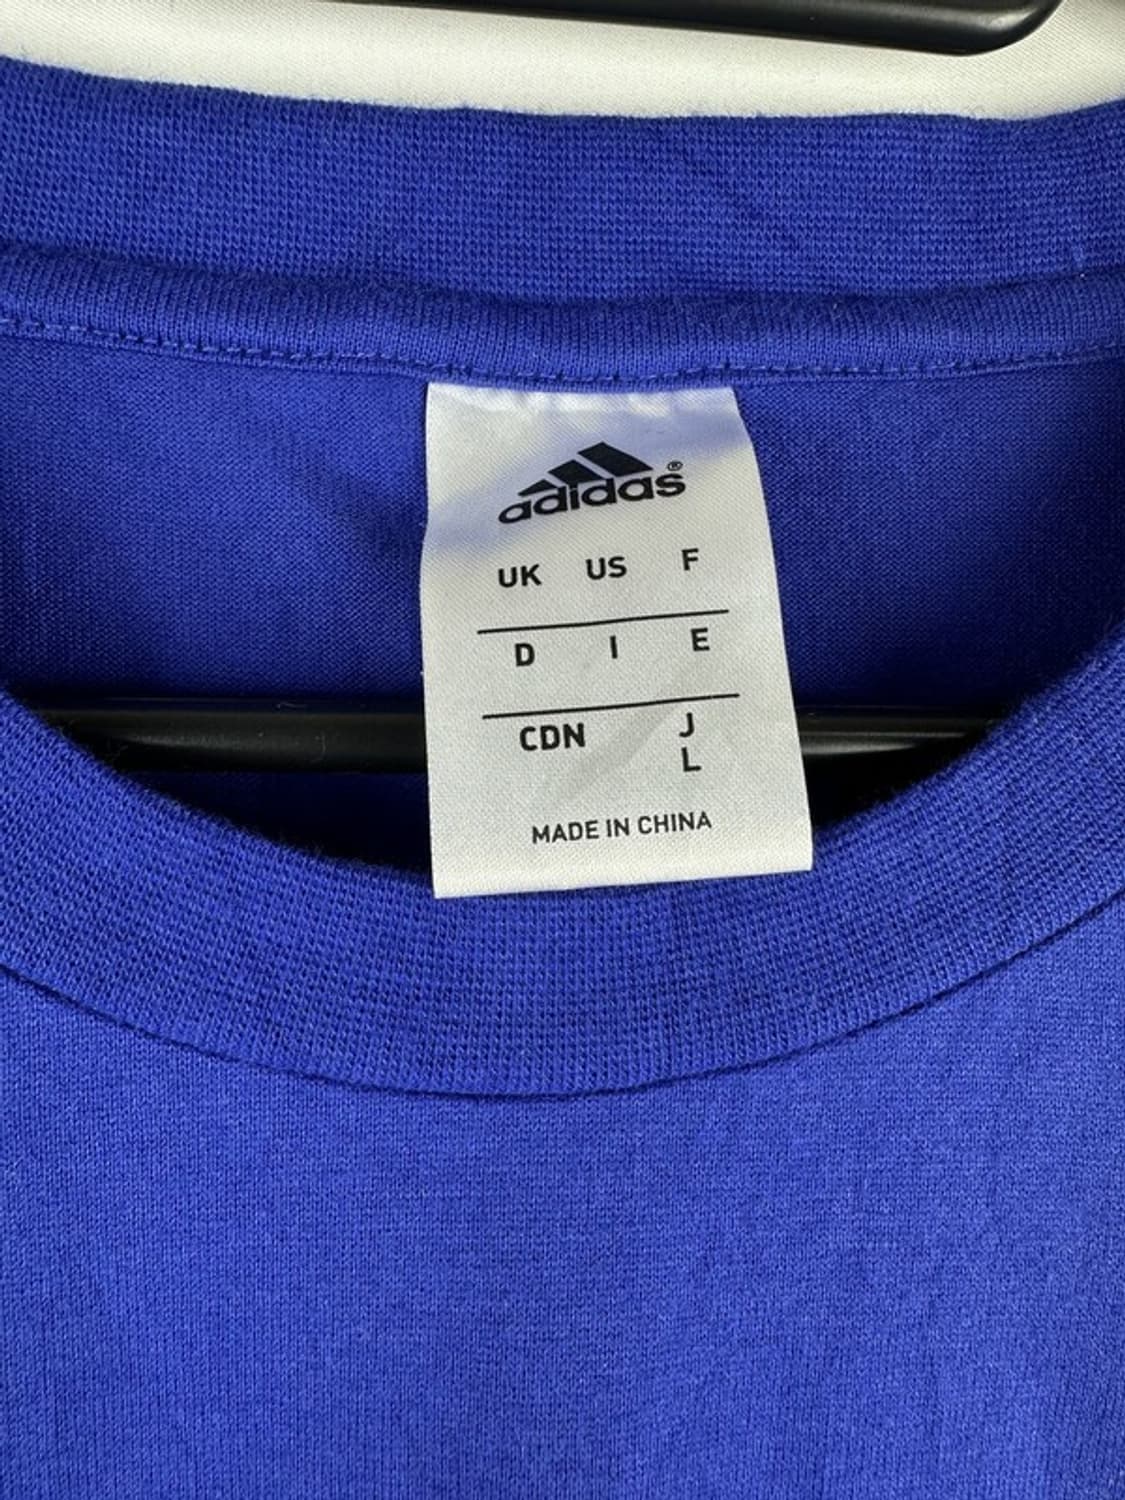 adidas®
UK US F
D I E
CDN J
L
MADE IN CHINA